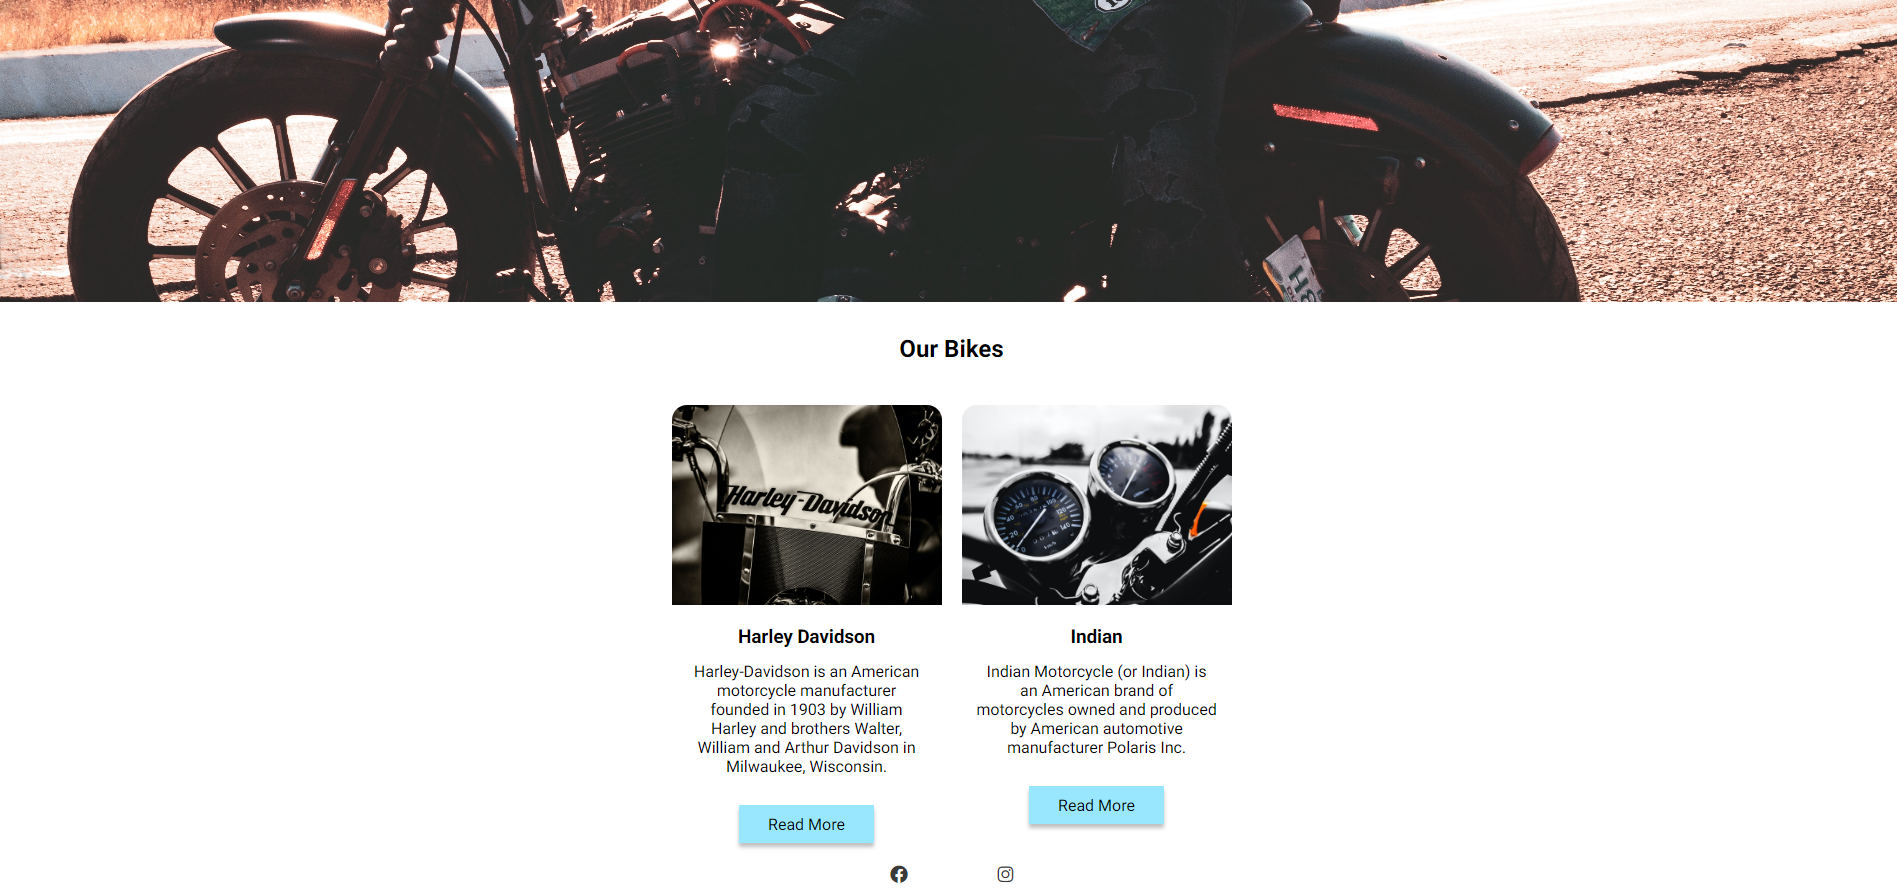 Our Bikes
Harley-Davidson
Harley Davidson
Harley-Davidson is an American
motorcycle manufacturer
founded in 1903 by William
Harley and brothers Walter,
William and Arthur Davidson in
Milwaukee, Wisconsin.
Read More
Indian
Indian Motorcycle (or Indian) is
an American brand of
motorcycles owned and produced
by American automotive
manufacturer Polaris Inc.
Read More